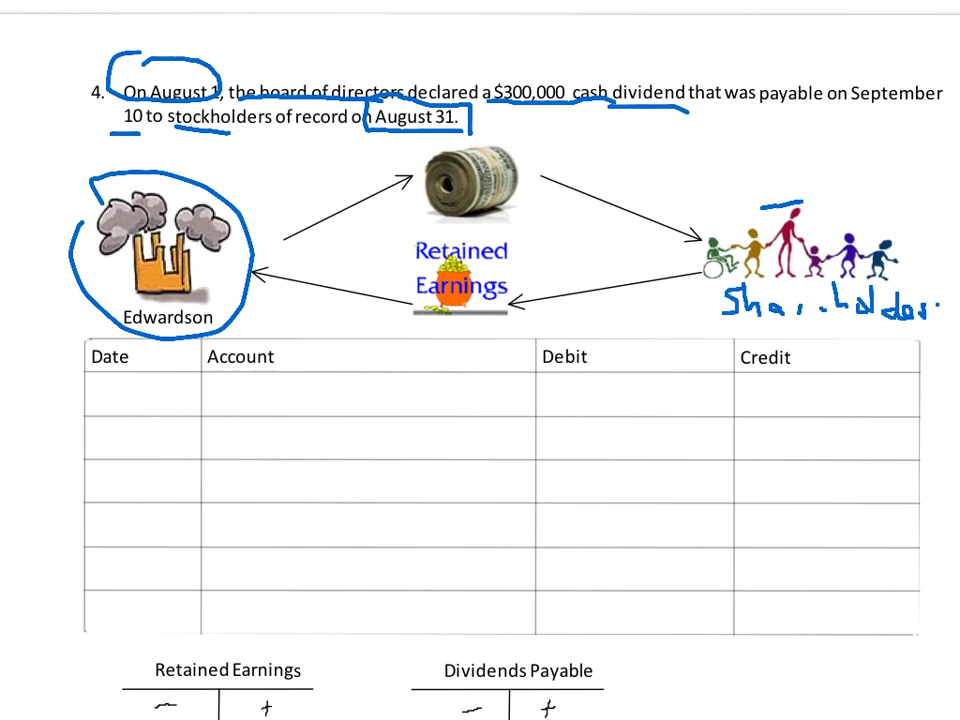 4. On August 1, the board of directors declared a $300,000 cash dividend that was payable on September
10 to stockholders of record on August 31.
Retained
Earnings
Edwardson
Shareholders
Date Account Debit Credit
Retained Earnings Dividends Payable
- + - +